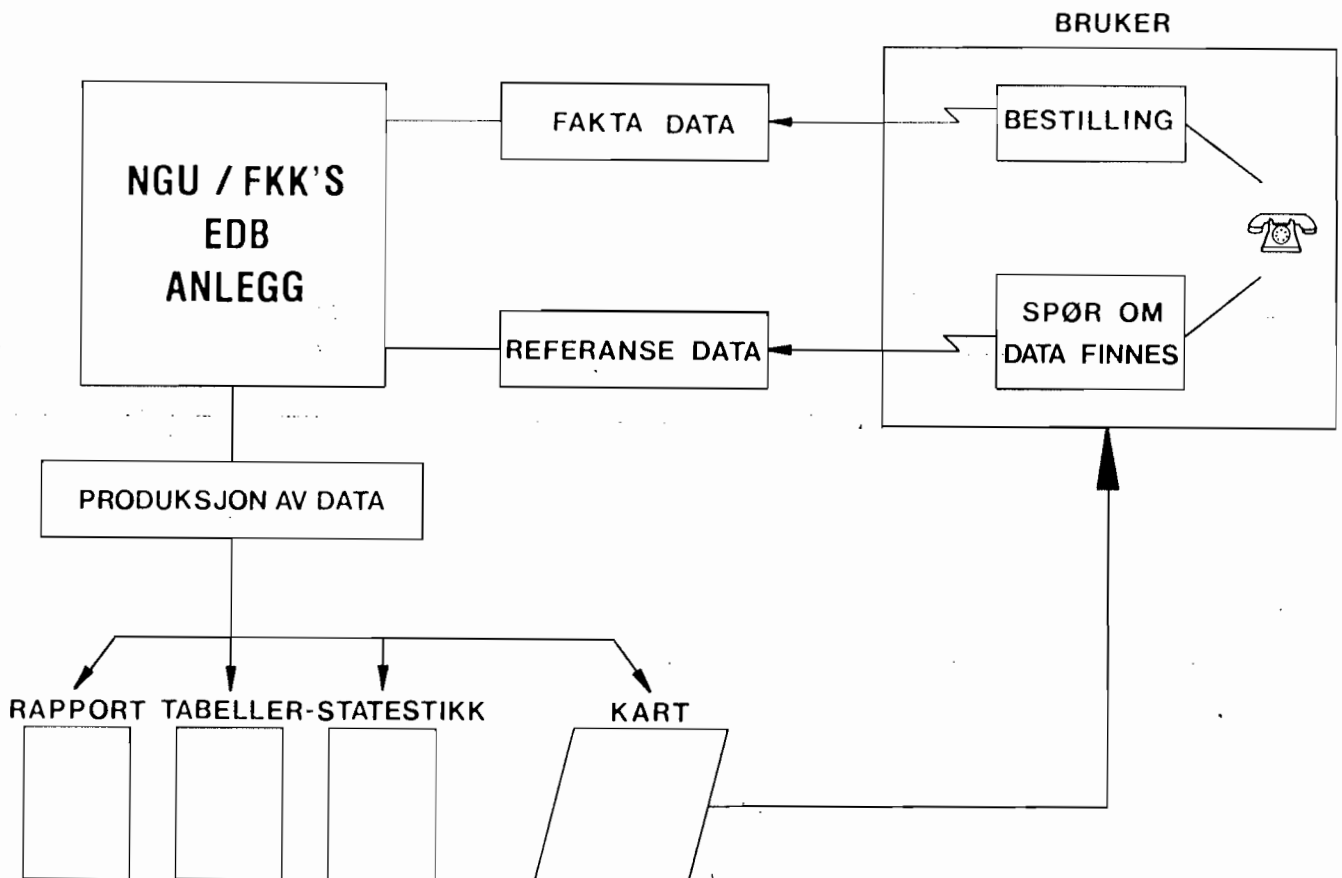 BRUKER
NGU / FKK'S
EDB
ANLEGG
FAKTA DATA
BESTILLING
REFERANSE DATA
SPØR OM
DATA FINNES
PRODUKSJON AV DATA
RAPPORT TABELLER-STATESTIKK KART